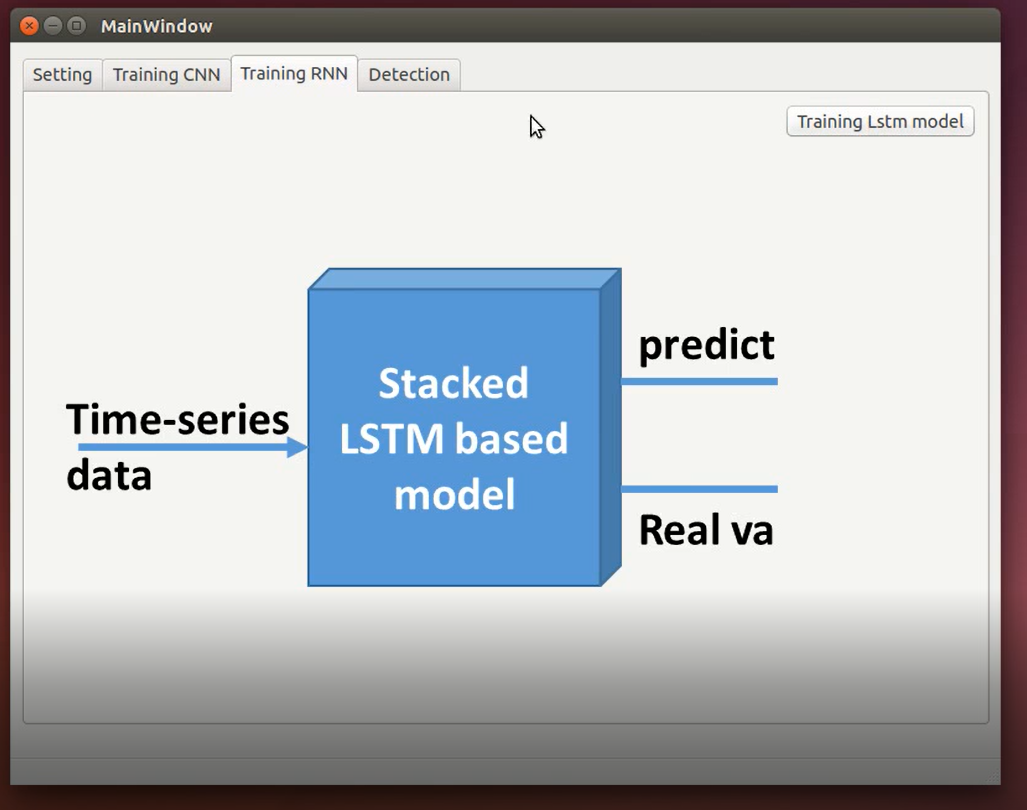 MainWindow
Setting
Training CNN
Training RNN
Detection
Training Lstm model
Time-series
data
Stacked
LSTM based
model
predict
Real va